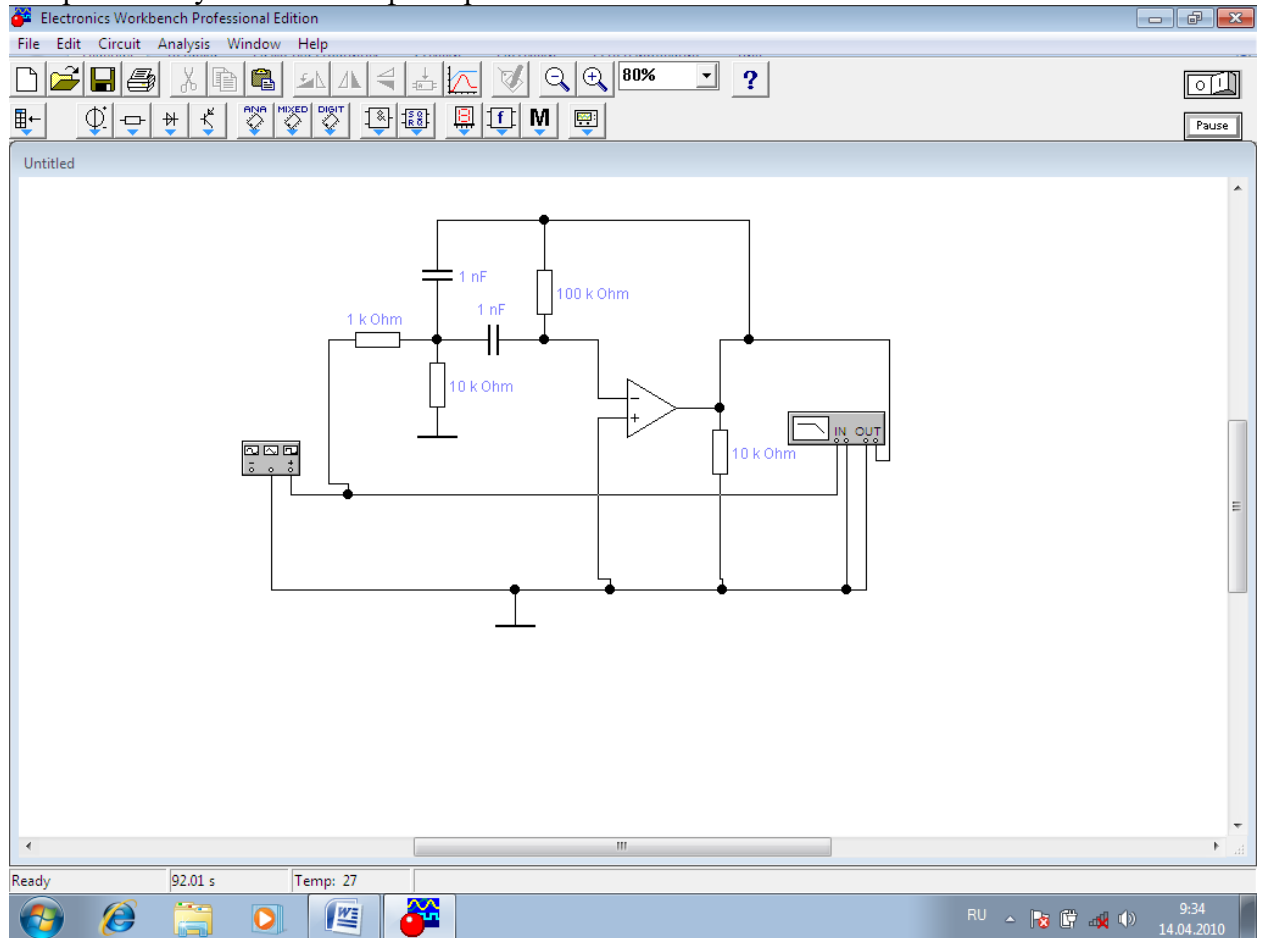 Electronics Workbench Professional Edition
File Edit Circuit Analysis Window Help
80%
?
ANA MIXED DIGIT
M
Pause
Untitled
1 nF
100 k Ohm
1 nF
1 k Ohm
10 k Ohm
IN OUT
10 k Ohm
Ready 92.01 s Temp: 27
RU 9:34
14.04.2010